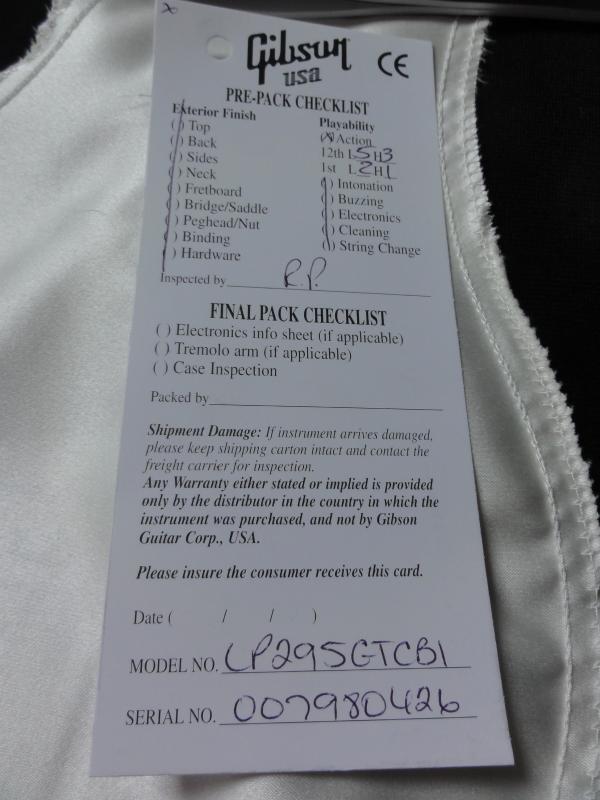 x
Gibson
usa
CE
PRE-PACK CHECKLIST
Exterior Finish
( ) Top
( ) Back
( ) Sides
( ) Neck
( ) Fretboard
( ) Bridge/Saddle
( ) Peghead/Nut
( ) Binding
( ) Hardware
Playability
(X) Action
12th L 5 H 3
1st L 2 H 1
( ) Intonation
( ) Buzzing
( ) Electronics
( ) Cleaning
( ) String Change
Inspected by R.P.
FINAL PACK CHECKLIST
( ) Electronics info sheet (if applicable)
( ) Tremolo arm (if applicable)
( ) Case Inspection
Packed by
Shipment Damage: If instrument arrives damaged,
please keep shipping carton intact and contact the
freight carrier for inspection.
Any Warranty either stated or implied is provided
only by the distributor in the country in which the
instrument was purchased, and not by Gibson
Guitar Corp., USA.
Please insure the consumer receives this card.
Date ( / / )
MODEL NO. LP295GTCB1
SERIAL NO. 007980426